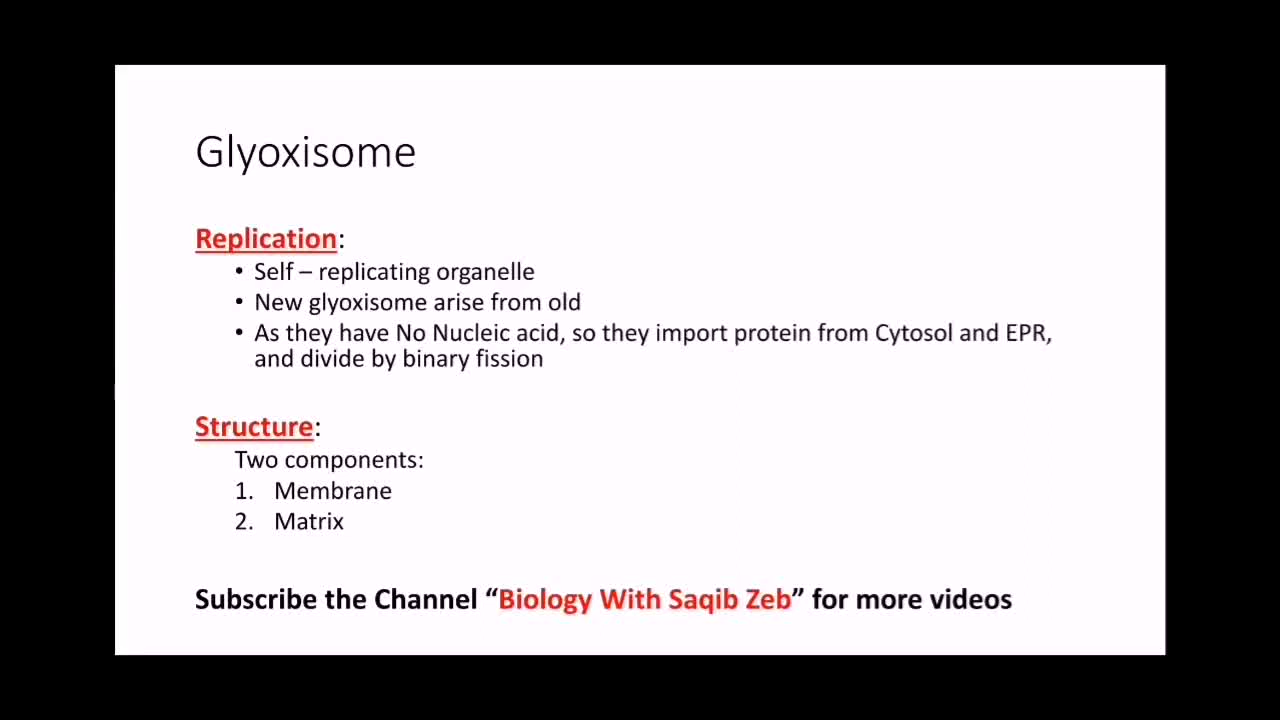 Glyoxisome
Replication:
• Self – replicating organelle
• New glyoxisome arise from old
• As they have No Nucleic acid, so they import protein from Cytosol and EPR,
and divide by binary fission
Structure:
Two components:
1. Membrane
2. Matrix
Subscribe the Channel “Biology With Saqib Zeb” for more videos